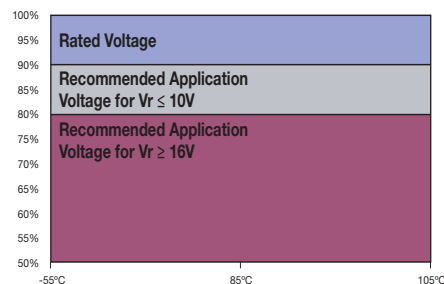 100%
95%
90%
85%
80%
75%
70%
65%
60%
55%
50%
Rated Voltage
Recommended Application
Voltage for Vr ≤ 10V
Recommended Application
Voltage for Vr ≥ 16V
-55ºC
85ºC
105ºC